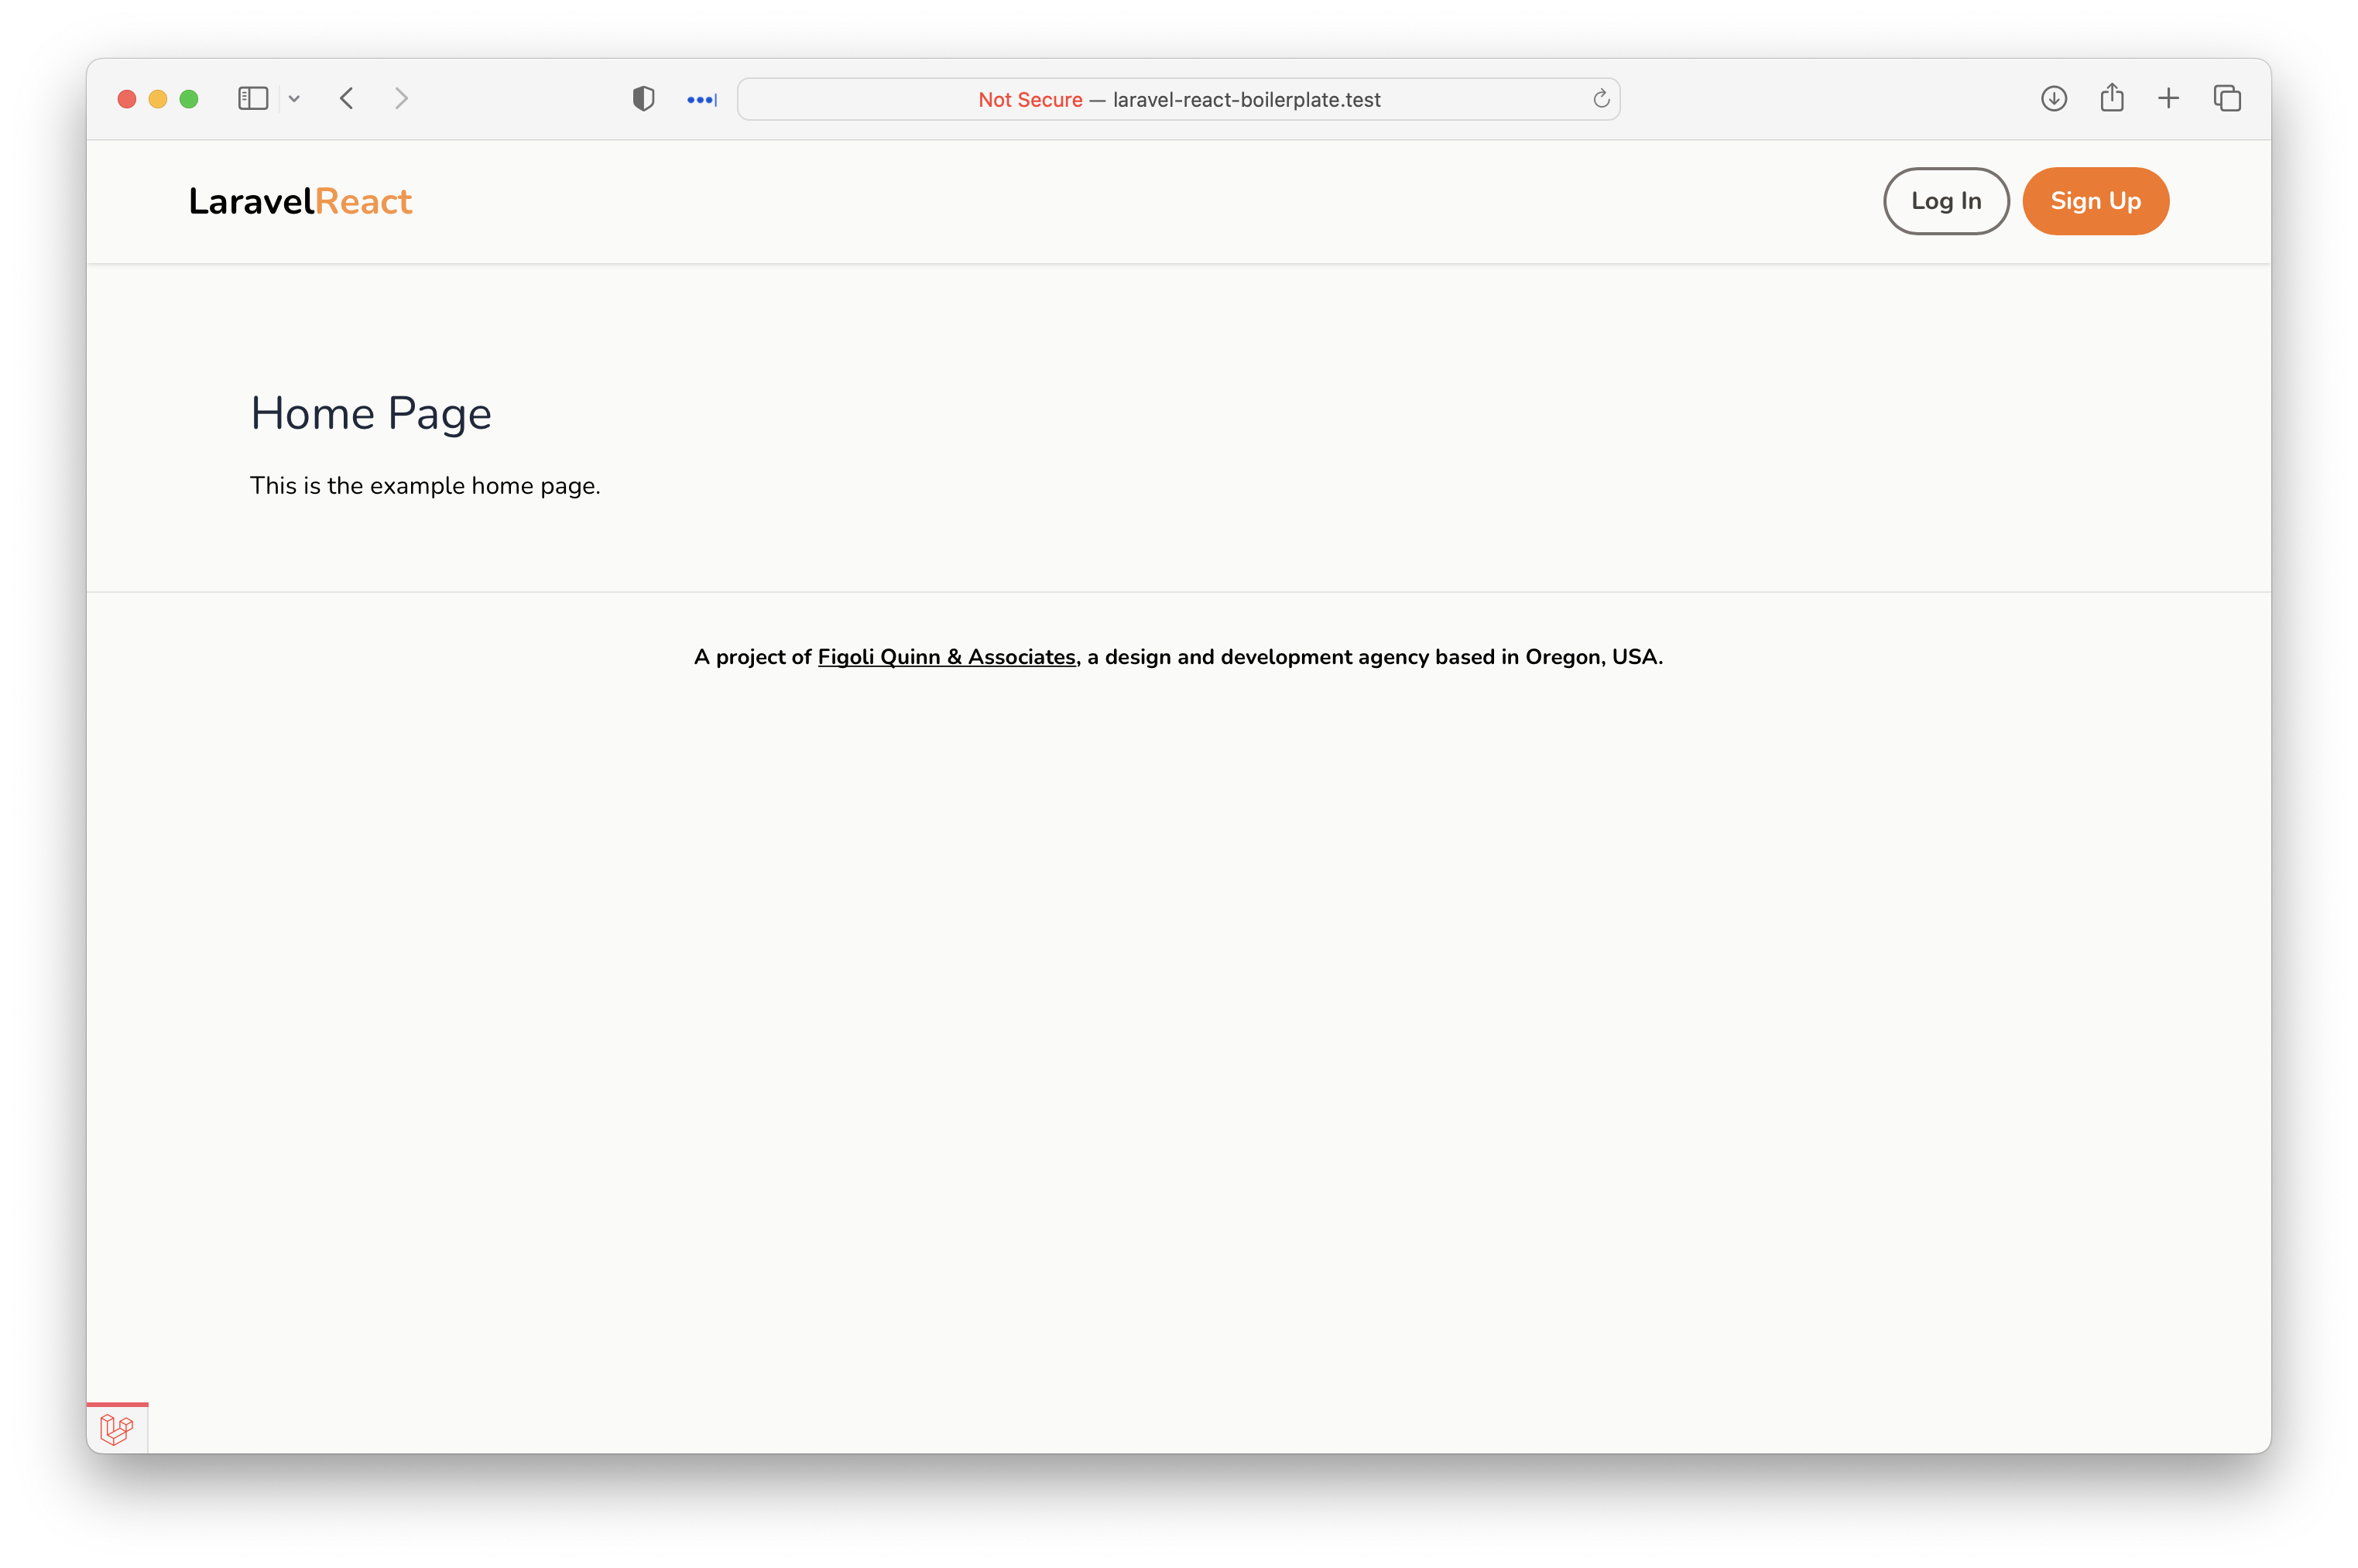 Not Secure — laravel-react-boilerplate.test
LaravelReact
Log In
Sign Up
Home Page
This is the example home page.
A project of Figoli Quinn & Associates, a design and development agency based in Oregon, USA.